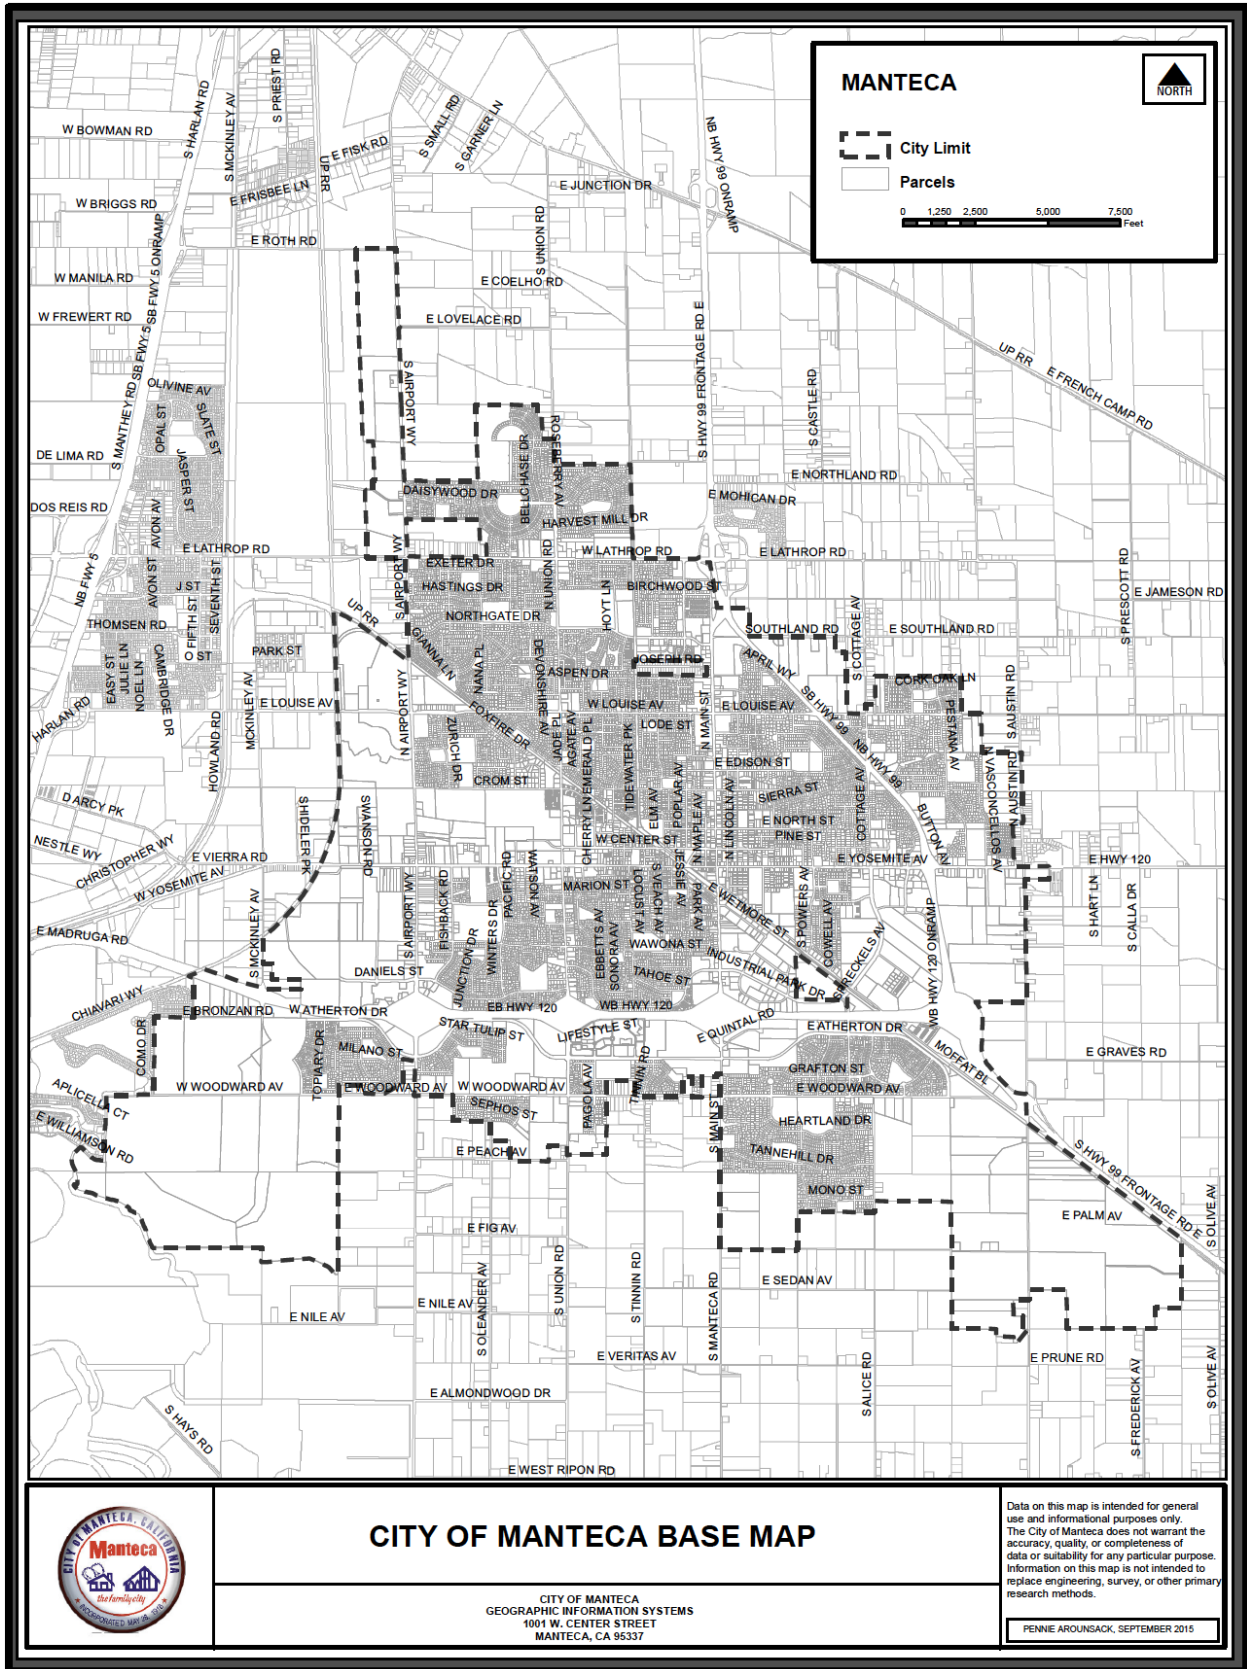 MANTECA
NORTH
City Limit
Parcels
0 1,250 2,500 5,000 7,500
Feet
W BOWMAN RD
S HARLAN RD
S MCKINLEY AV
S PRIEST RD
E FISK RD
S SMALL RD
S GARNER LN
NB HWY 99 ONRAMP
UP RR
E JUNCTION DR
W BRIGGS RD
E FRISBEE LN
S UNION RD
E ROTH RD
W MANILA RD
E COELHO RD
W FREWERT RD
E LOVELACE RD
S MANTHEY RD SB FWY 5 SB FWY 5 ONRAMP
S HWY 99 FRONTAGE RD E
UP RR
E FRENCH CAMP RD
S AIRPORT WY
S CASTLE RD
OLIVINE AV
OPAL ST
SLATE ST
ROSEBERRY AV
BELLCHASE DR
DE LIMA RD
JASPER ST
E NORTHLAND RD
DAISYWOOD DR
E MOHICAN DR
DOS REIS RD
AVON AV
HARVEST MILL DR
E LATHROP RD
W LATHROP RD
E LATHROP RD
NB FWY 5
EXETER DR
S AIRPORT WY
N UNION RD
S PRESCOTT RD
AVON ST
J ST
SEVENTH ST
HASTINGS DR
HOYT LN
BIRCHWOOD ST
E JAMESON RD
FIFTH ST
UP RR
NORTHGATE DR
S COTTAGE AV
THOMSEN RD
SOUTHLAND RD
E SOUTHLAND RD
O ST
PARK ST
GIANNA LN
DEVONSHIRE AV
JOSEPH RD
APRIL WY
EASY ST
JULIE LN
NOEL LN
CAMBRIDGE DR
NANA PL
ASPEN DR
CORK OAK LN
S AUSTIN RD
HARLAN RD
HOWLAND RD
MCKINLEY AV
E LOUISE AV
N AIRPORT WY
FOXFIRE DR
W LOUISE AV
N MAIN ST
E LOUISE AV
SB HWY 99
PESTANA AV
ZURICH DR
JADE PL
AGATE AV
EMERALD PL
LODE ST
NB HWY 99
N VASCONCELLOS AV
N AUSTIN RD
CROM ST
TIDEWATER PK
E EDISON ST
D ARCY PK
SHIDELER PK
SWANSON RD
CHERRY LN
ELM AV
POPLAR AV
N MAPLE AV
N LINCOLN AV
SIERRA ST
COTTAGE AV
BUTTON AV
E NORTH ST
NESTLE WY
CHRISTOPHER WY
W CENTER ST
PINE ST
E VIERRA RD
E YOSEMITE AV
E HWY 120
W YOSEMITE AV
S AIRPORT WY
FISHBACK RD
PACIFIC RD
WATSON AV
MARION ST
LOCUST AV
S VEACH AV
JESSIE AV
PARK AV
E WETMORE ST
S POWERS AV
COWELL AV
S HART LN
S CALLA DR
E MADRUGA RD
S MCKINLEY AV
JUNCTION DR
WINTERS DR
EBBETTS AV
SONORA AV
WAWONA ST
INDUSTRIAL PARK DR
SPRECKELS AV
WB HWY 120 ONRAMP
DANIELS ST
TAHOE ST
CHIAVARI WY
E BRONZAN RD
W ATHERTON DR
EB HWY 120
WB HWY 120
COMO DR
STAR TULIP ST
LIFESTYLE ST
E QUINTAL RD
E ATHERTON DR
TOPIARY DR
MILANO ST
TINNIN RD
MOFFAT BL
E GRAVES RD
GRAFTON ST
APLICELLA CT
W WOODWARD AV
E WOODWARD AV
W WOODWARD AV
PAGOLA AV
E WOODWARD AV
SEPHOS ST
S MAIN ST
HEARTLAND DR
E WILLIAMSON RD
E PEACH AV
TANNEHILL DR
S HWY 99 FRONTAGE RD E
MONO ST
S OLIVE AV
E FIG AV
E PALM AV
S OLEANDER AV
S UNION RD
S TINNIN RD
S MANTECA RD
E SEDAN AV
E NILE AV
E NILE AV
E VERITAS AV
E PRUNE RD
E ALMONDWOOD DR
S ALICE RD
S FREDERICK AV
S OLIVE AV
S HAYS RD
E WEST RIPON RD
CITY OF MANTECA, CALIFORNIA
Manteca
the family city
INCORPORATED MAY 28, 1918
CITY OF MANTECA BASE MAP
CITY OF MANTECA
GEOGRAPHIC INFORMATION SYSTEMS
1001 W. CENTER STREET
MANTECA, CA 95337
Data on this map is intended for general
use and informational purposes only.
The City of Manteca does not warrant the
accuracy, quality, or completeness of
data or suitability for any particular purpose.
Information on this map is not intended to
replace engineering, survey, or other primary
research methods.
PENNIE AROUNSACK, SEPTEMBER 2015